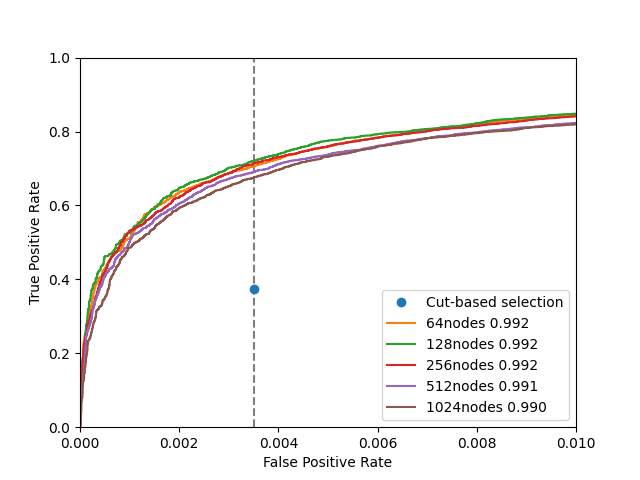 1.0
0.8
0.6
0.4
0.2
0.0
True Positive Rate
Cut-based selection
64nodes 0.992
128nodes 0.992
256nodes 0.992
512nodes 0.991
1024nodes 0.990
0.000 0.002 0.004 0.006 0.008 0.010
False Positive Rate